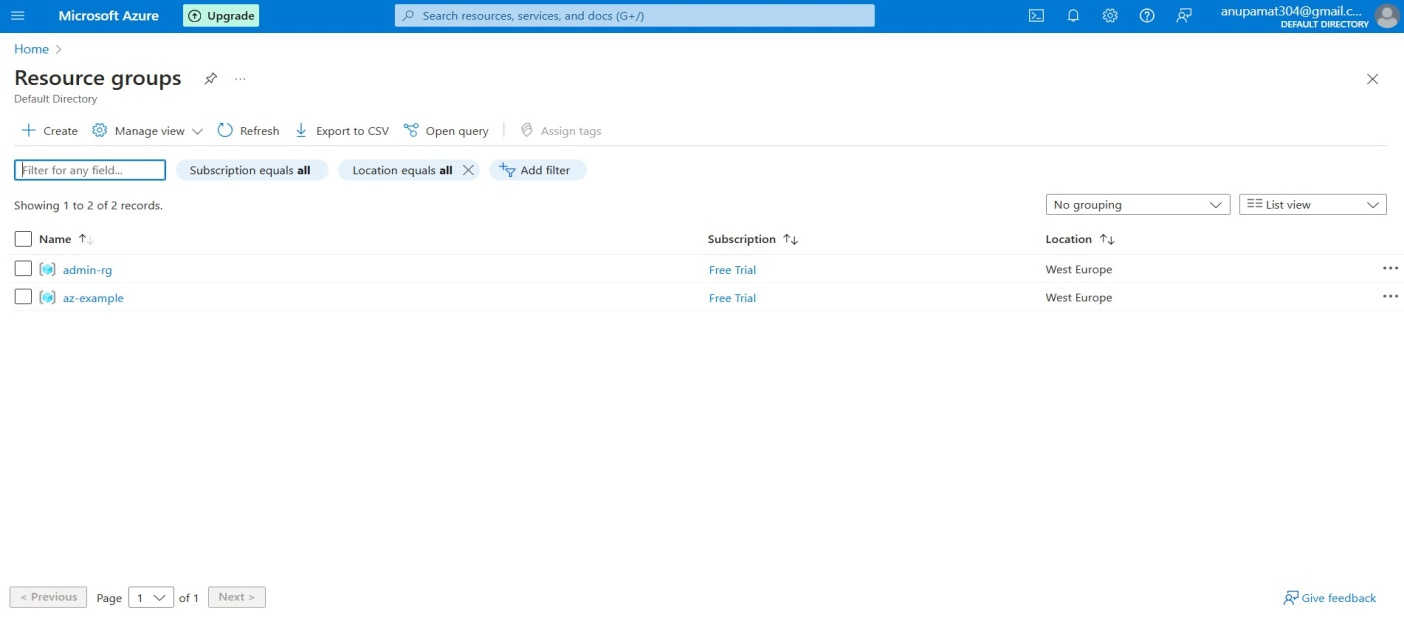 Microsoft Azure Upgrade Search resources, services, and docs (G+/) anupamat304@gmail.c...
DEFAULT DIRECTORY
Home >
Resource groups ...
Default Directory
Create Manage view Refresh Export to CSV Open query Assign tags
Filter for any field... Subscription equals all Location equals all Add filter
Showing 1 to 2 of 2 records. No grouping List view
Name ↑↓ Subscription ↑↓ Location ↑↓
admin-rg Free Trial West Europe
az-example Free Trial West Europe
< Previous Page 1 of 1 Next > Give feedback